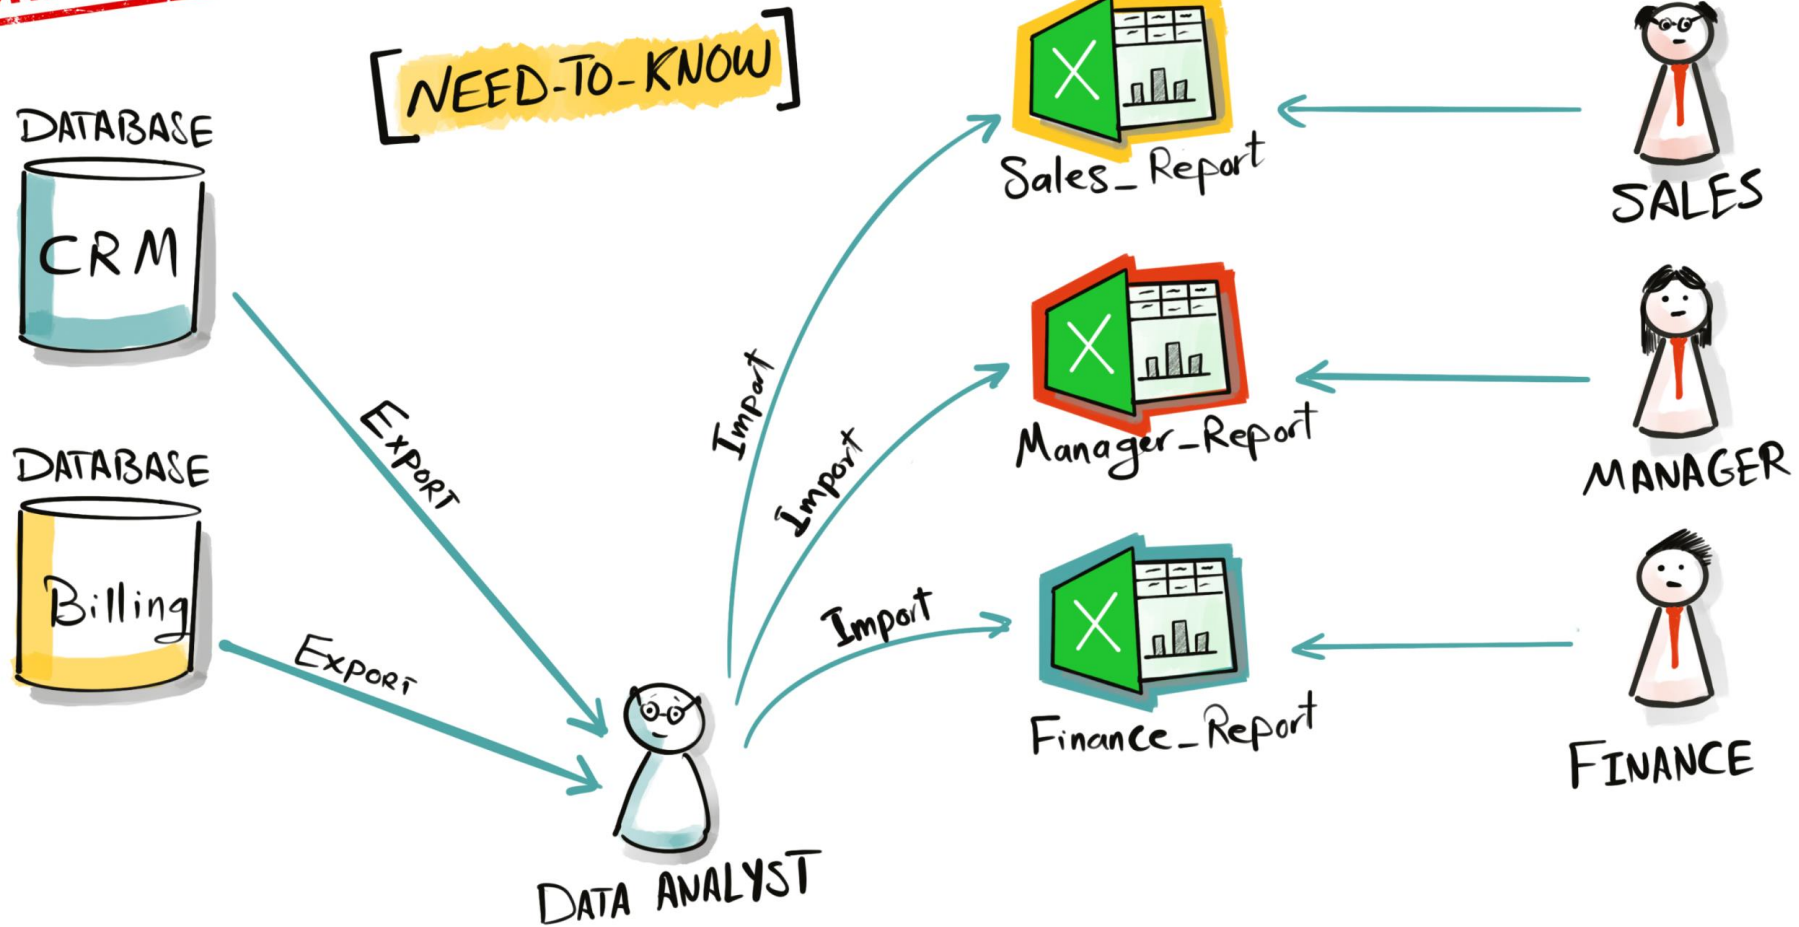 [NEED-TO-KNOW]
DATABASE
CRM
DATABASE
Billing
EXPORT
EXPORT
DATA ANALYST
Import
Import
Import
X
Sales_Report
X
Manager_Report
X
Finance_Report
SALES
MANAGER
FINANCE